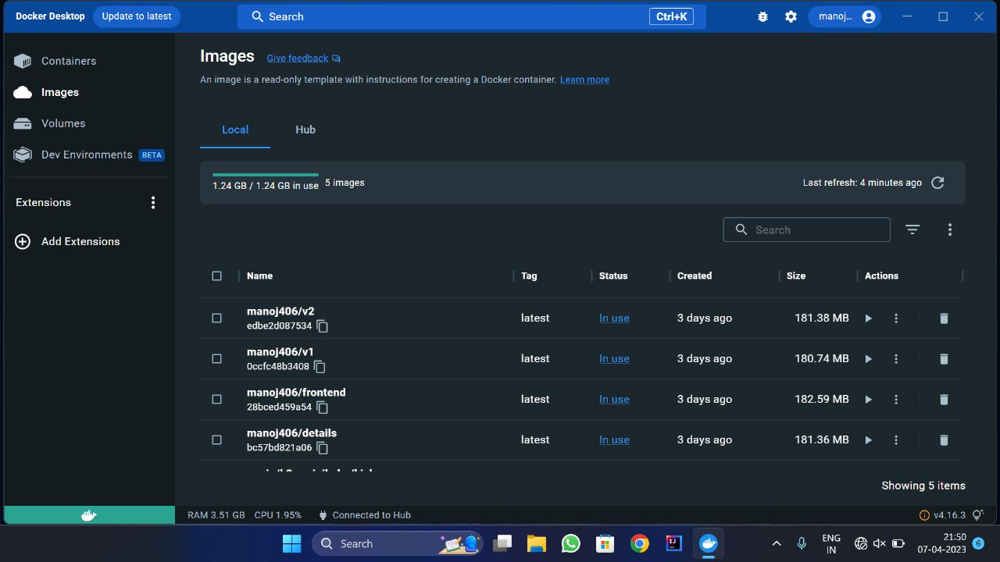 Docker Desktop Update to latest Search Ctrl+K manoj...
Containers
Images
Volumes
Dev Environments BETA
Extensions
Add Extensions
Images Give feedback
An image is a read-only template with instructions for creating a Docker container. Learn more
Local Hub
1.24 GB / 1.24 GB in use 5 images Last refresh: 4 minutes ago
Search
Name Tag Status Created Size Actions
manoj406/v2
edbe2d087534 latest In use 3 days ago 181.38 MB
manoj406/v1
0ccfc48b3408 latest In use 3 days ago 180.74 MB
manoj406/frontend
28bced459a54 latest In use 3 days ago 182.59 MB
manoj406/details
bc57bd821a06 latest In use 3 days ago 181.36 MB
Showing 5 items
RAM 3.51 GB CPU 1.95% Connected to Hub v4.16.3
Search ENG 21:50
IN 07-04-2023 6